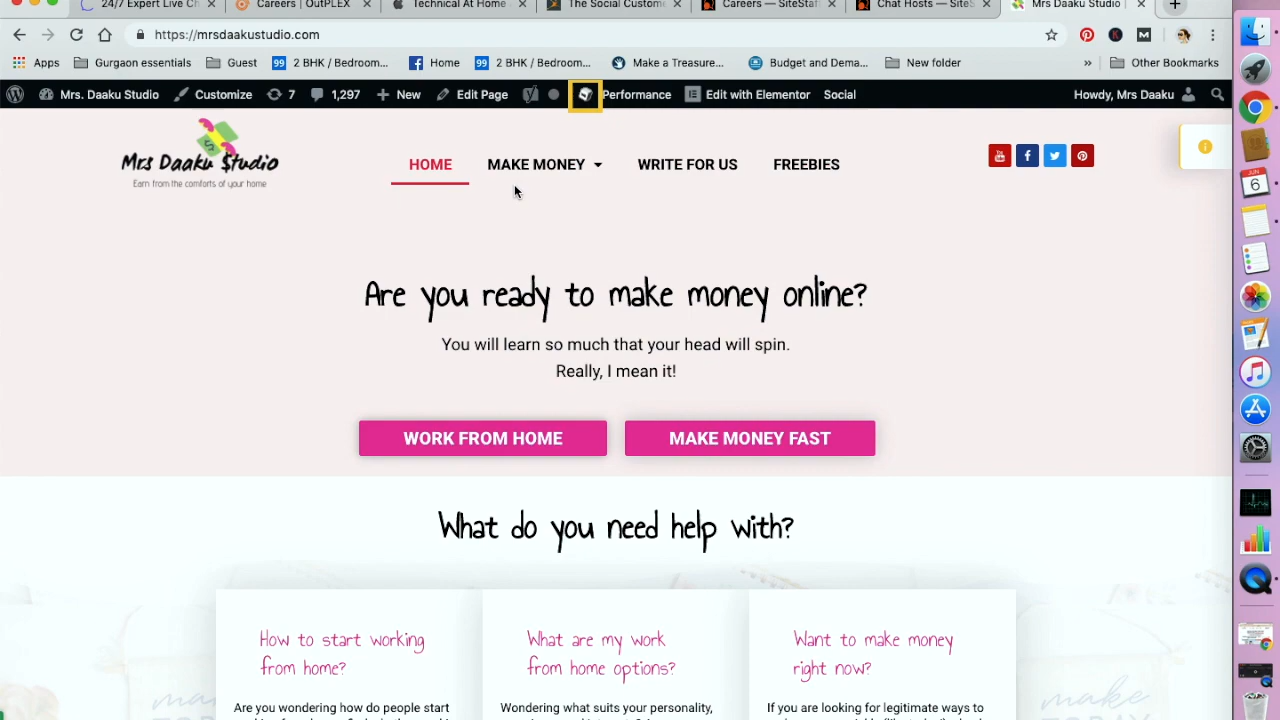 24/7 Expert Live Ch
Careers | OutPLEX
Technical At Home
The Social Custome
Careers — SiteStaff
Chat Hosts — SiteS
Mrs Daaku Studio
https://mrsdaakustudio.com
Apps
Gurgaon essentials
Guest
2 BHK / Bedroom...
Home
2 BHK / Bedroom...
Make a Treasure...
Budget and Dema...
New folder
»
Other Bookmarks
Mrs. Daaku Studio
Customize
7
1,297
New
Edit Page
Performance
Edit with Elementor
Social
Howdy, Mrs Daaku
Mrs Daaku $tudio
Earn from the comforts of your home
HOME
MAKE MONEY
WRITE FOR US
FREEBIES
Are you ready to make money online?
You will learn so much that your head will spin.
Really, I mean it!
WORK FROM HOME
MAKE MONEY FAST
What do you need help with?
How to start working
from home?
What are my work
from home options?
Want to make money
right now?
Are you wondering how do people start
Wondering what suits your personality,
If you are looking for legitimate ways to
JUN
6